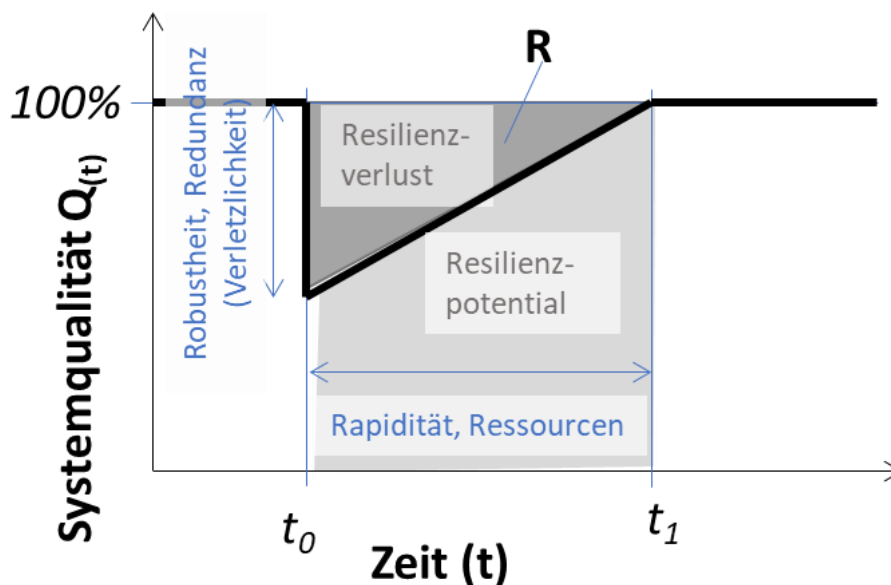 R
100%
Systemqualität Q(t)
Robustheit, Redundanz
(Verletzlichkeit)
Resilienz-
verlust
Resilienz-
potential
Rapidität, Ressourcen
t0
t1
Zeit (t)